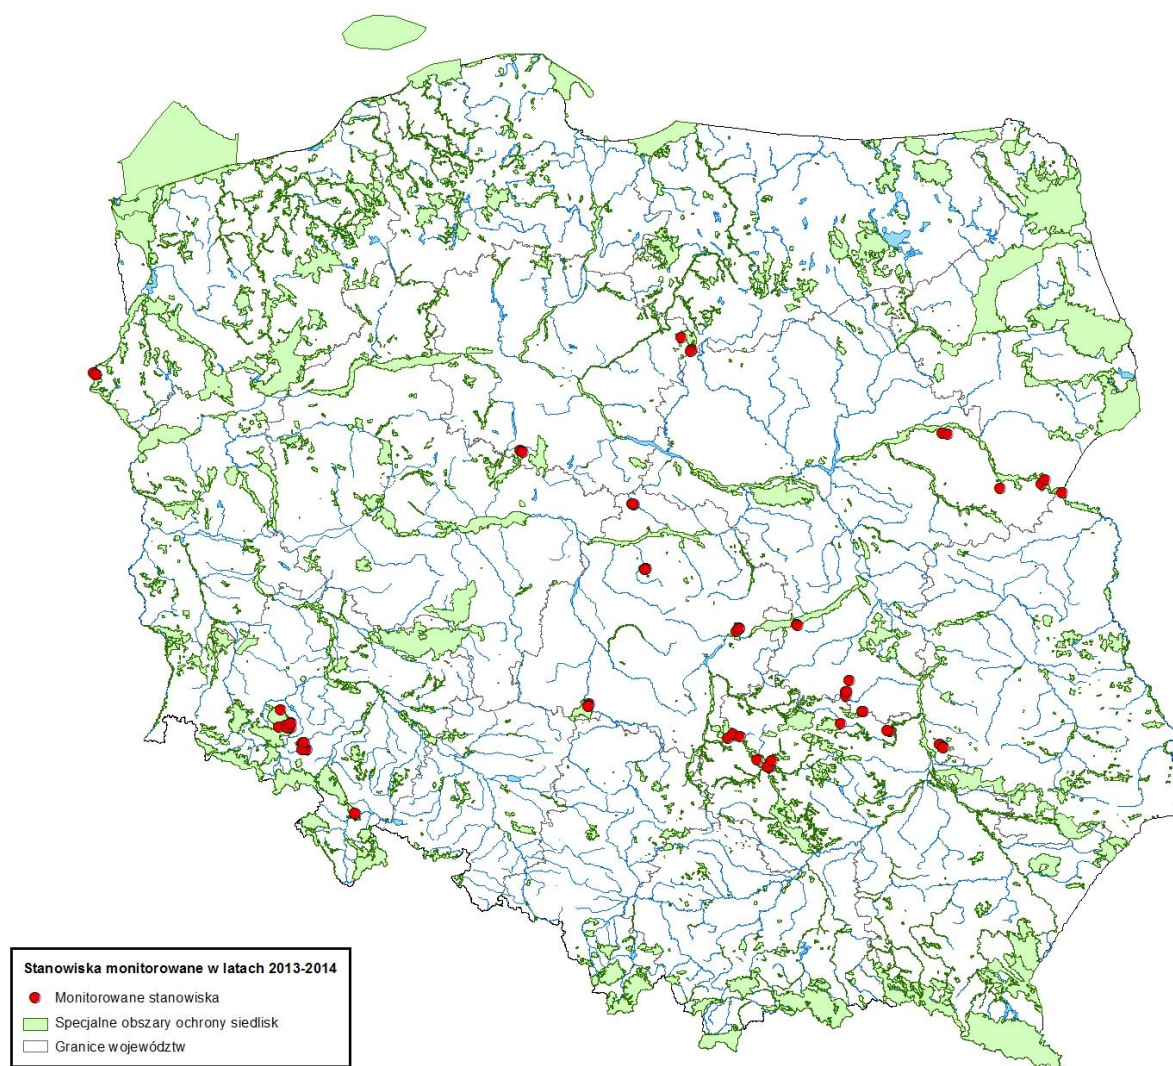 Stanowiska monitorowane w latach 2013-2014
Monitorowane stanowiska
Specjalne obszary ochrony siedlisk
Granice województw